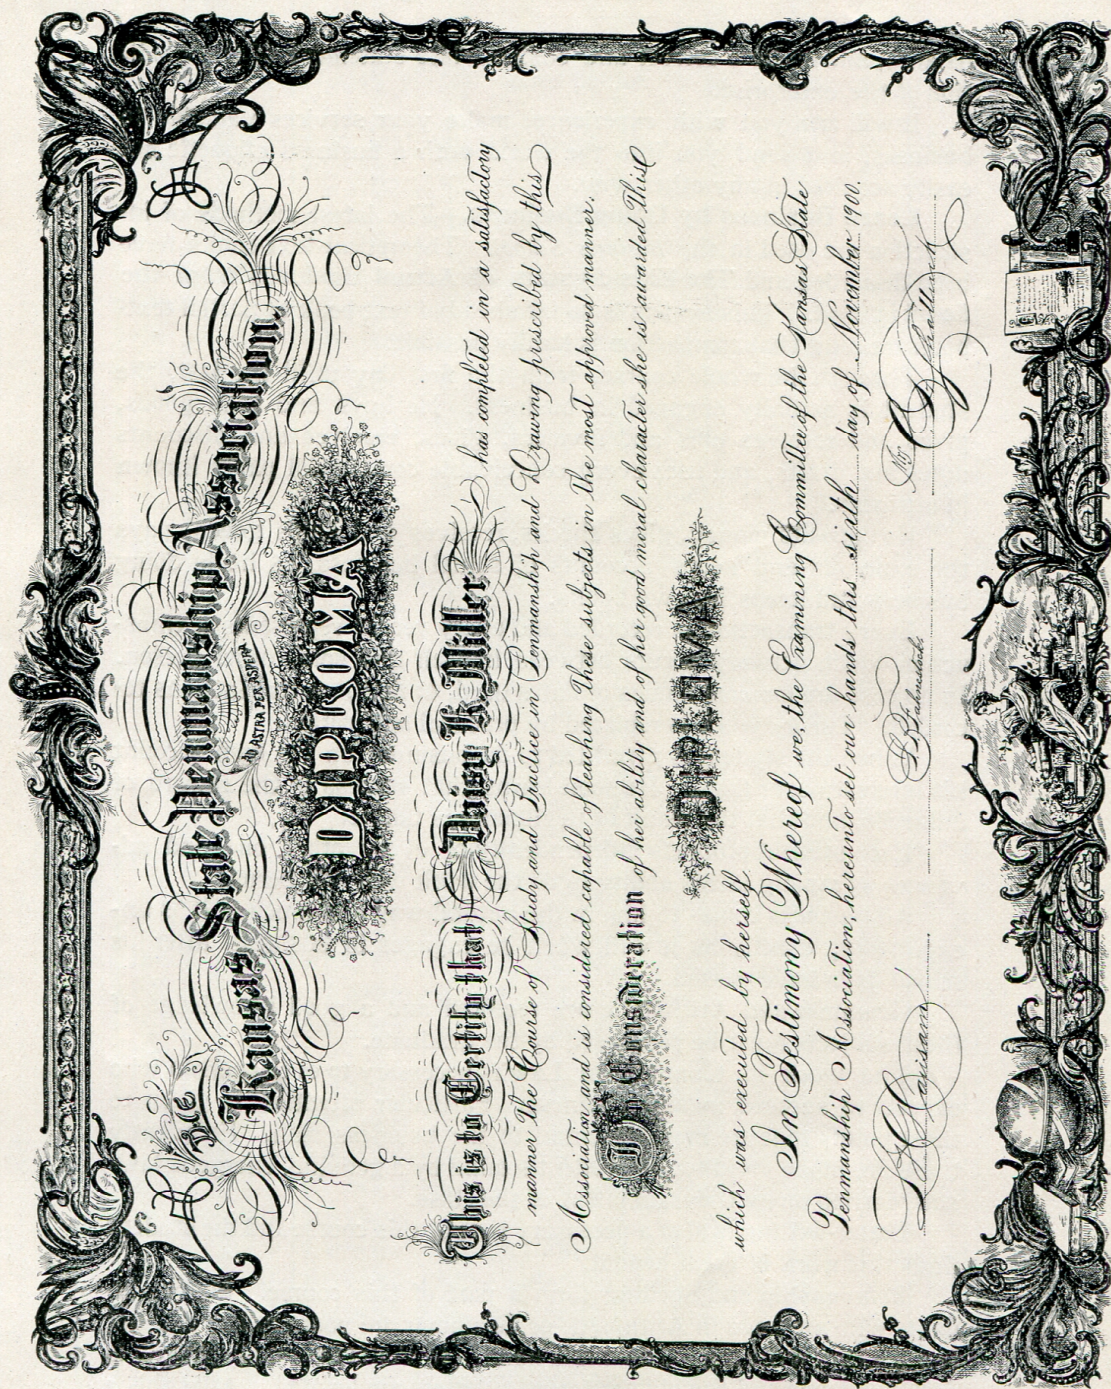 The
Kansas State Penmanship Association.
AD ASTRA PER ASPERA
DIPLOMA
This is to Certify that Daisy K. Miller has completed in a satisfactory
manner the Course of Study and Practice in Penmanship and Drawing prescribed by this
Association and is considered capable of Teaching these subjects in the most approved manner.
In Consideration of her ability and of her good moral character she is awarded This
DIPLOMA
which was executed by herself
In Testimony Whereof we, the Examining Committee of the Kansas State
Penmanship Association, hereunto set our hands this sixth day of November 1900.
L. F. Fahnstock